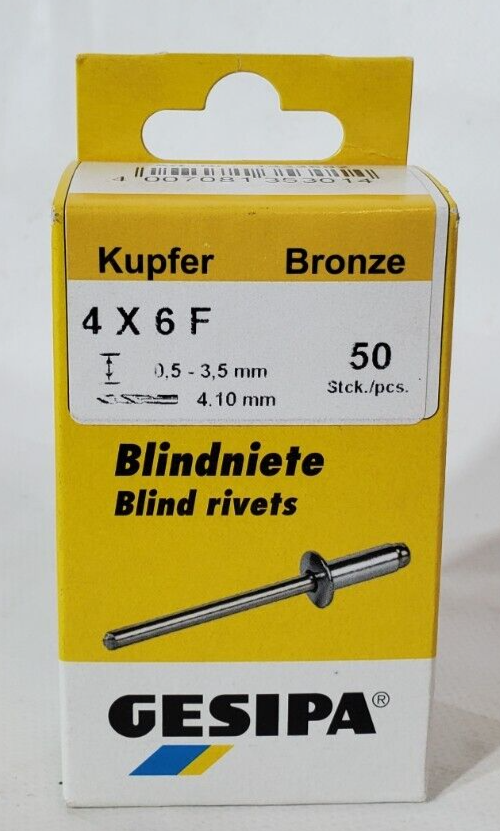 4 007081 353014
Kupfer Bronze
4 X 6 F
0,5 - 3,5 mm
4.10 mm
50
Stck./pcs.
Blindniete
Blind rivets
GESIPA®